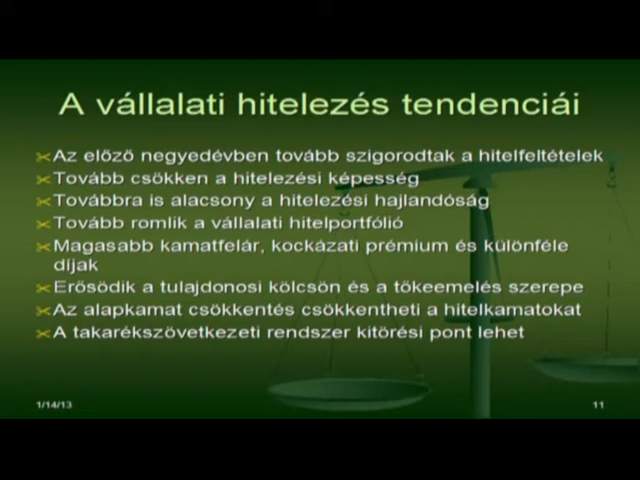 A vállalati hitelezés tendenciái
Az előző negyedévben tovább szigorodtak a hitelfeltételek
Tovább csökken a hitelezési képesség
Továbbra is alacsony a hitelezési hajlandóság
Tovább romlik a vállalati hitelportfólió
Magasabb kamatfelár, kockázati prémium és különféle
díjak
Erősödik a tulajdonosi kölcsön és a tőkeemelés szerepe
Az alapkamat csökkentés csökkentheti a hitelkamatokat
A takarékszövetkezeti rendszer kitörési pont lehet
1/14/13
11